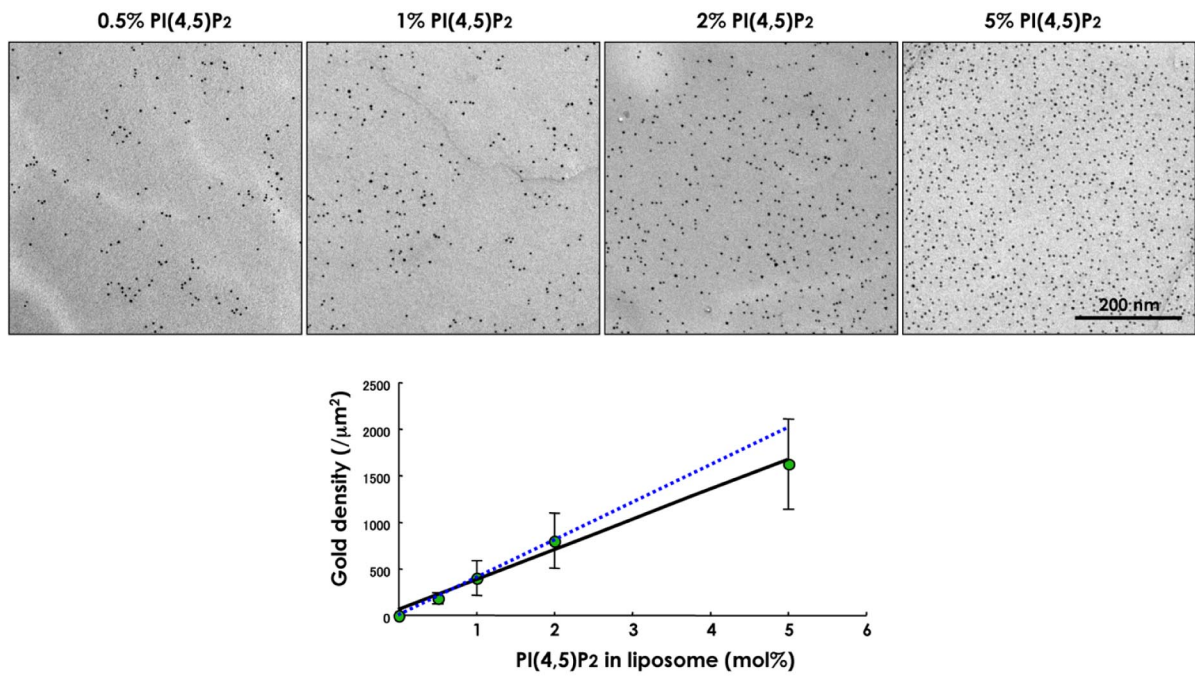 0.5% PI(4,5)P2 1% PI(4,5)P2 2% PI(4,5)P2 5% PI(4,5)P2
200 nm
2500
2000
1500
1000
500
0
Gold density (/μm²)
1 2 3 4 5 6
PI(4,5)P2 in liposome (mol%)